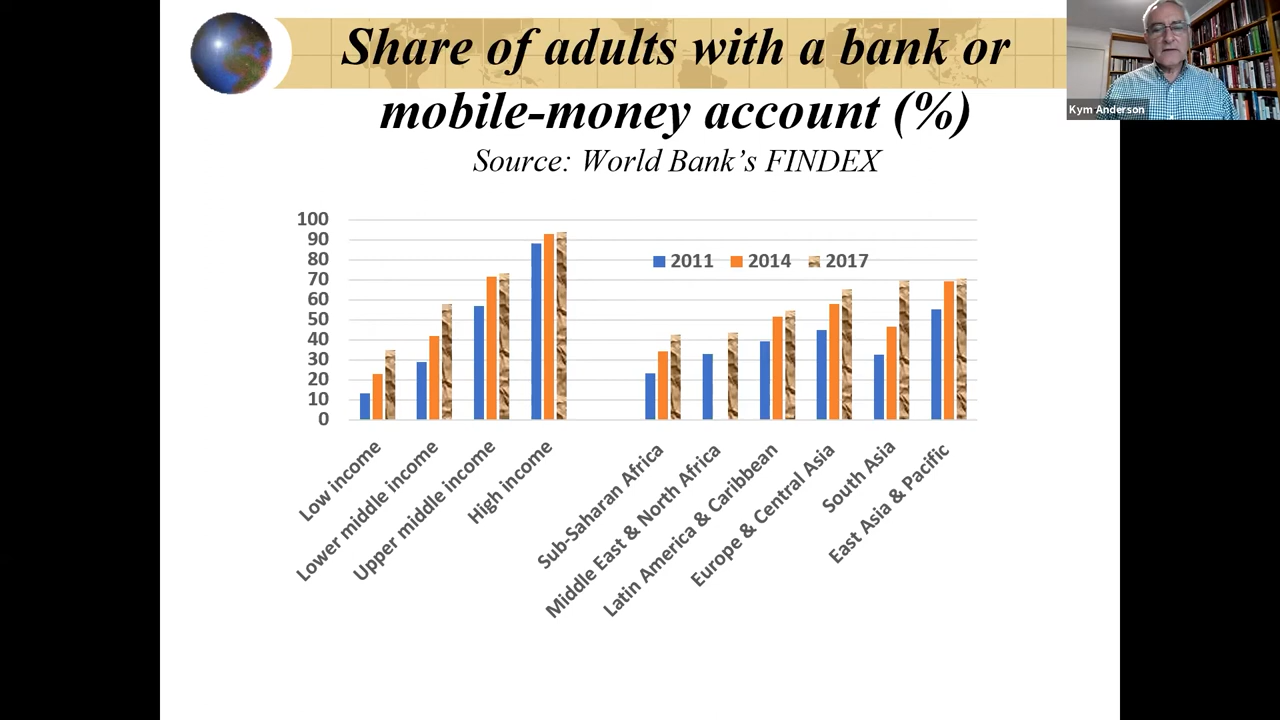 Share of adults with a bank or
mobile-money account (%)
Source: World Bank's FINDEX
Kym Anderson
100
90
80
70
60
50
40
30
20
10
0
2011 2014 2017
Low income
Lower middle income
Upper middle income
High income
Sub-Saharan Africa
Middle East & North Africa
Latin America & Caribbean
Europe & Central Asia
South Asia
East Asia & Pacific